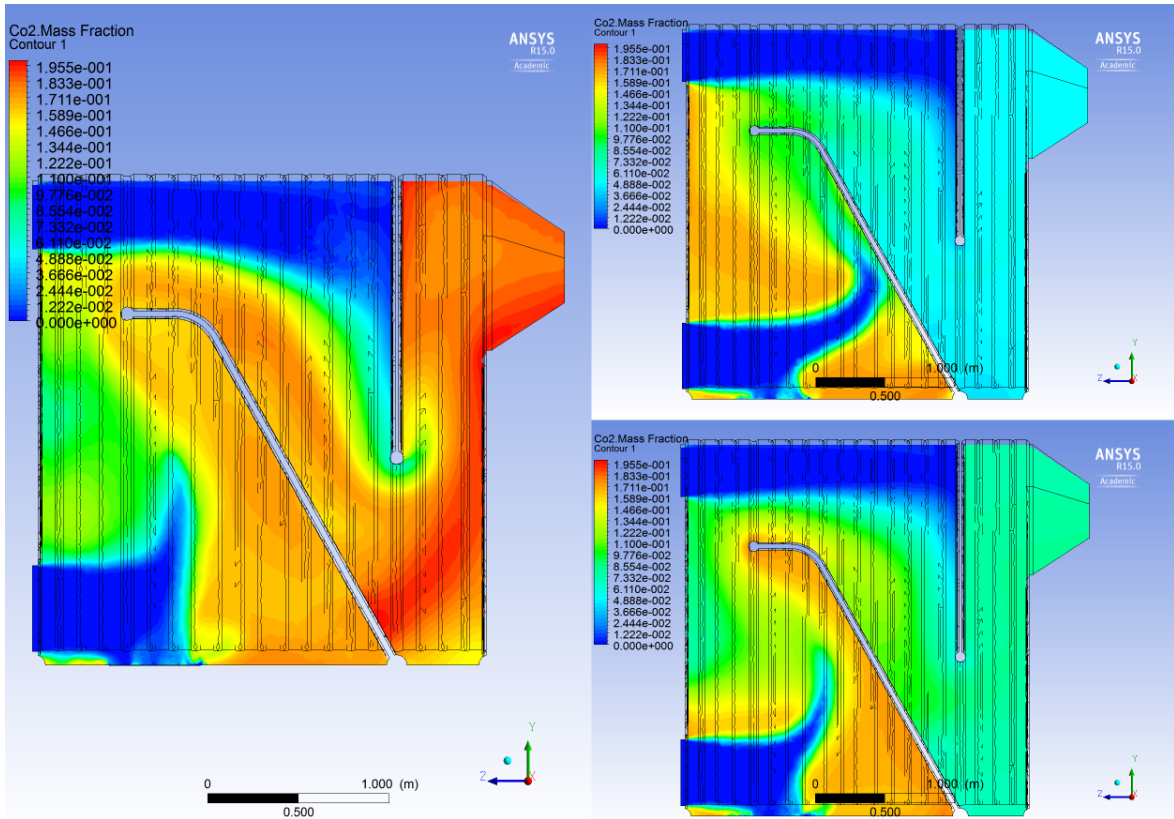 Co2.Mass Fraction
Contour 1
1.955e-001
1.833e-001
1.711e-001
1.589e-001
1.466e-001
1.344e-001
1.222e-001
1.100e-001
9.776e-002
8.554e-002
7.332e-002
6.110e-002
4.888e-002
3.666e-002
2.444e-002
1.222e-002
0.000e+000
ANSYS
R15.0
Academic
0
1.000 (m)
0.500
Y
Z
X
Co2.Mass Fraction
Contour 1
1.955e-001
1.833e-001
1.711e-001
1.589e-001
1.466e-001
1.344e-001
1.222e-001
1.100e-001
9.776e-002
8.554e-002
7.332e-002
6.110e-002
4.888e-002
3.666e-002
2.444e-002
1.222e-002
0.000e+000
ANSYS
R15.0
Academic
0
1.000 (m)
0.500
Y
Z
X
Co2.Mass Fraction
Contour 1
1.955e-001
1.833e-001
1.711e-001
1.589e-001
1.466e-001
1.344e-001
1.222e-001
1.100e-001
9.776e-002
8.554e-002
7.332e-002
6.110e-002
4.888e-002
3.666e-002
2.444e-002
1.222e-002
0.000e+000
ANSYS
R15.0
Academic
0
1.000 (m)
0.500
Y
Z
X